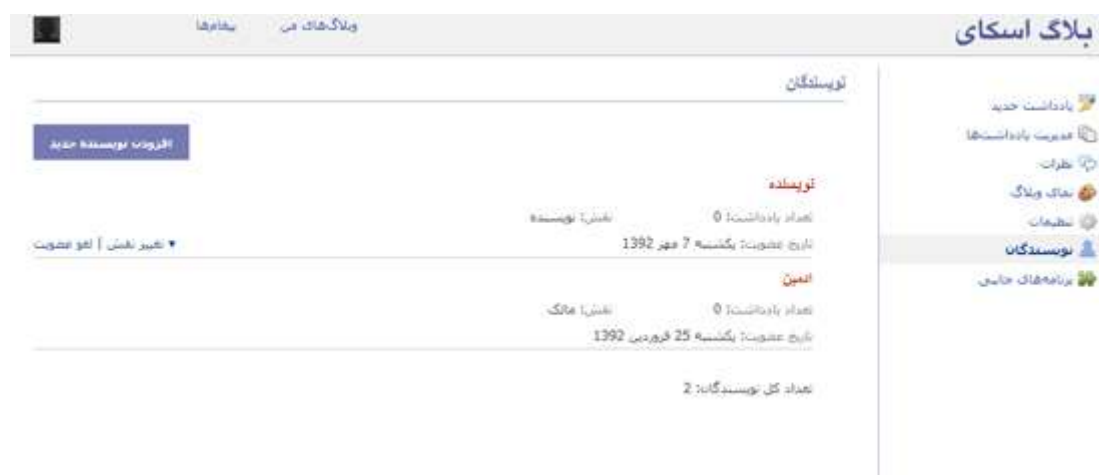 بلاگ اسکای
وبلاگ‌های من
پیغام‌ها
یادداشت جدید
مدیریت یادداشت‌ها
نظرات
نمای وبلاگ
تنظیمات
نویسندگان
برنامه‌های جانبی
نویسندگان
افزودن نویسنده جدید
نویسنده
تعداد یادداشت: 0 نقش: نویسنده
تاریخ عضویت: یکشنبه 7 مهر 1392 ▼ تغییر نقش | لغو عضویت
ادمین
تعداد یادداشت: 0 نقش: مالک
تاریخ عضویت: یکشنبه 25 فروردین 1392
تعداد کل نویسندگان: 2